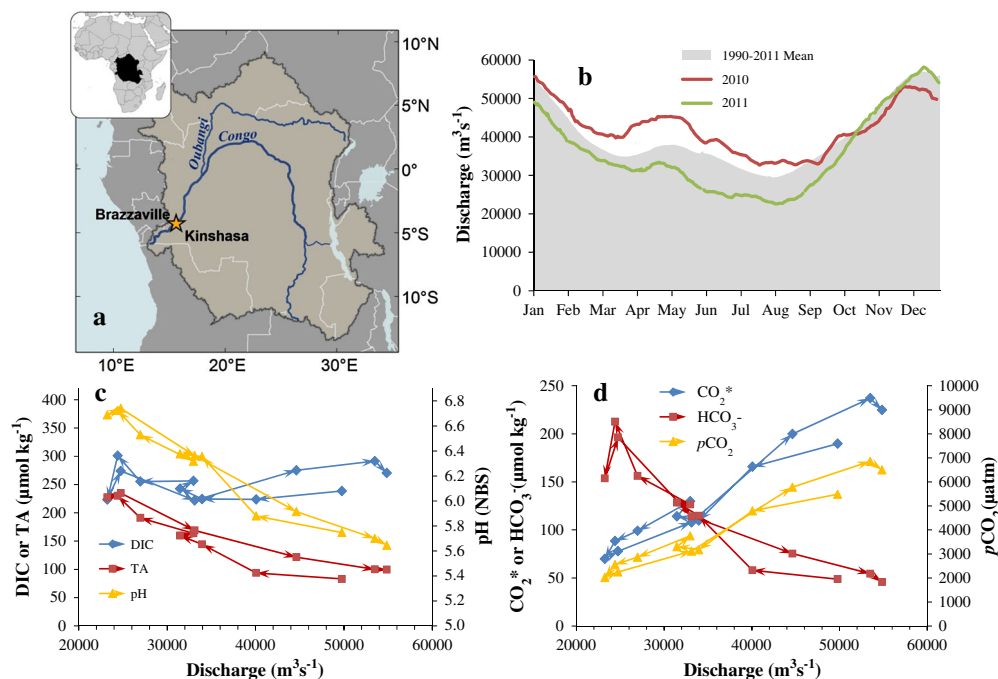 10°N
5°N
0°
5°S
10°S
10°E
20°E
30°E
Oubangi
Congo
Brazzaville
Kinshasa
a
b
1990-2011 Mean
2010
2011
Discharge (m³s⁻¹)
60000
50000
40000
30000
20000
10000
0
Jan Feb Mar Apr May Jun Jul Aug Sep Oct Nov Dec
c
DIC or TA (µmol kg⁻¹)
400
350
300
250
200
150
100
50
0
DIC
TA
pH
pH (NBS)
6.8
6.6
6.4
6.2
6.0
5.8
5.6
5.4
5.2
5.0
20000 30000 40000 50000 60000
Discharge (m³s⁻¹)
d
CO₂* or HCO₃⁻ (µmol kg⁻¹)
250
200
150
100
50
0
CO₂*
HCO₃-
pCO₂
pCO₂ (µatm)
10000
9000
8000
7000
6000
5000
4000
3000
2000
1000
0
20000 30000 40000 50000 60000
Discharge (m³s⁻¹)